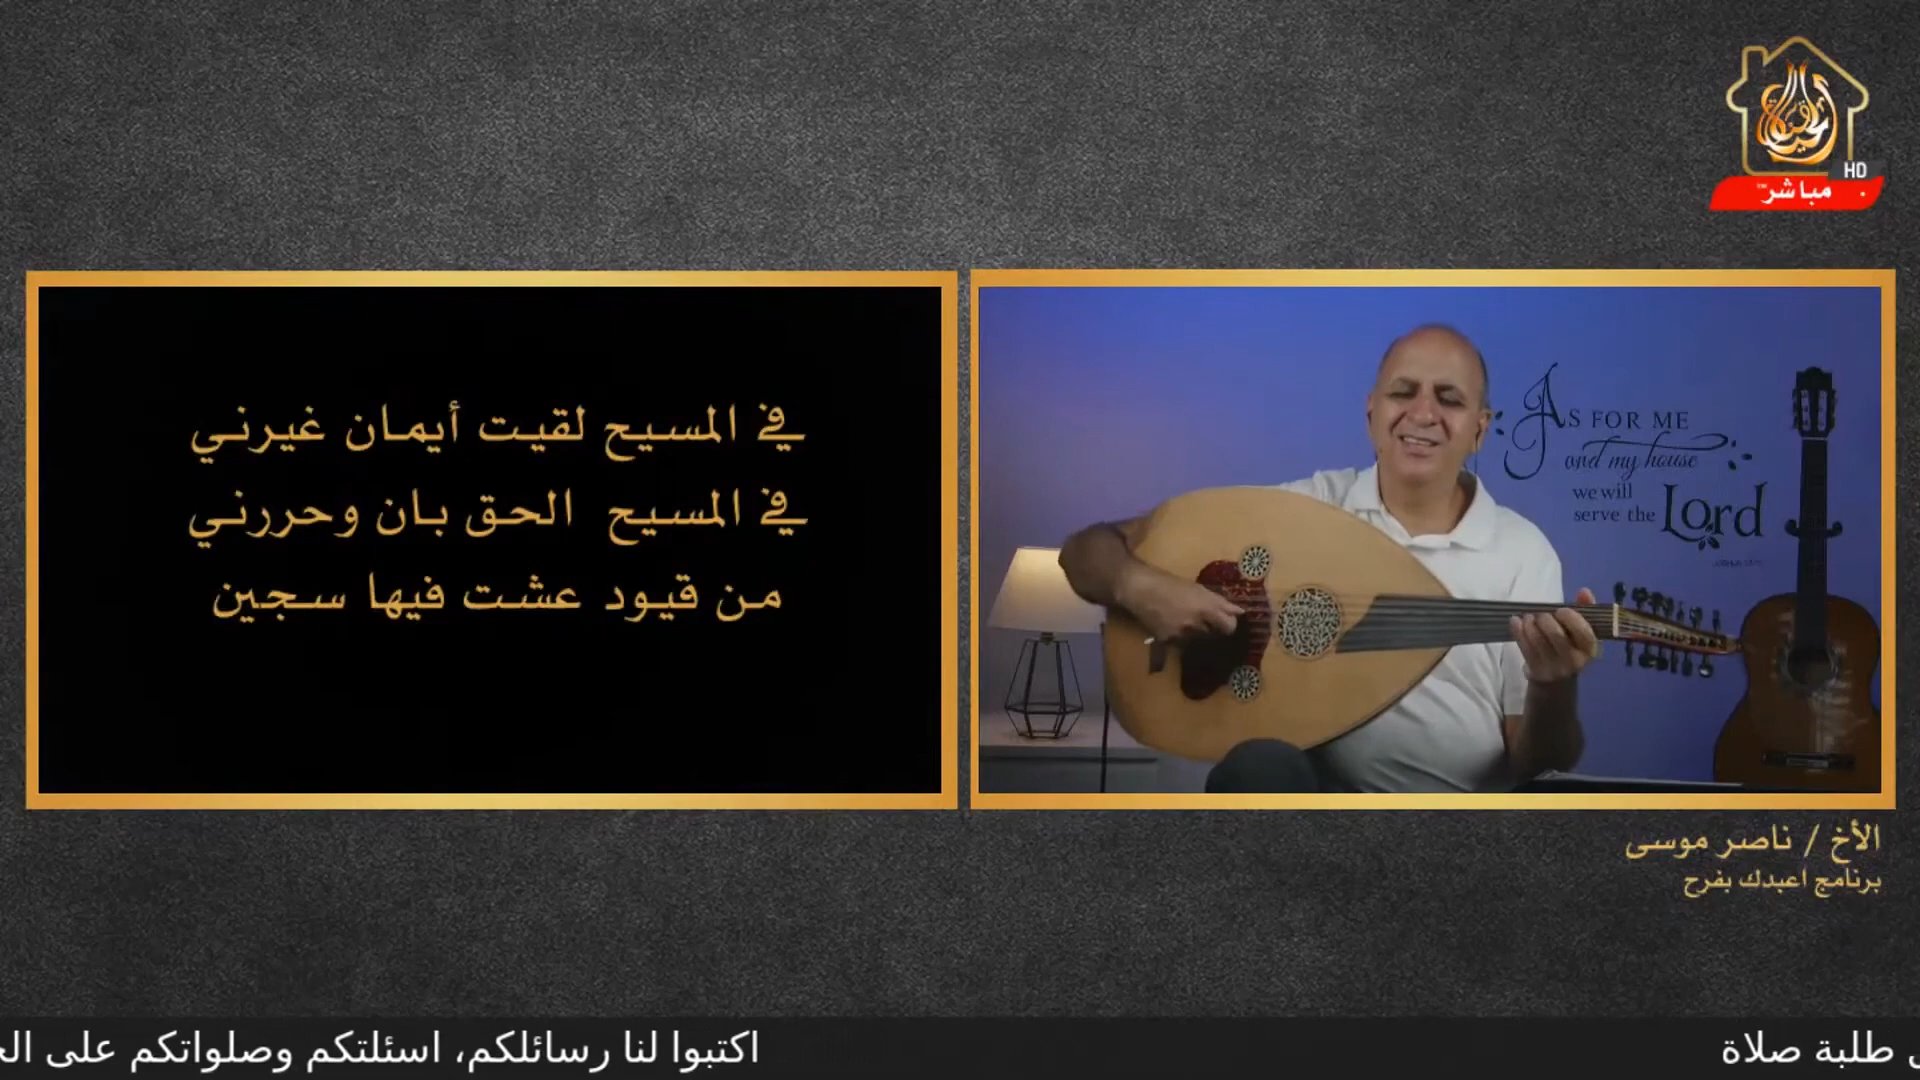 HD
مباشر
في المسيح لقيت أيمان غيرني
في المسيح الحق بان وحررني
من قيود عشت فيها سجين
As for me
and my house
we will
serve the Lord
الأخ / ناصر موسى
برنامج اعبدك بفرح
طلبة صلاة
اكتبوا لنا رسائلكم، اسئلتكم وصلواتكم على